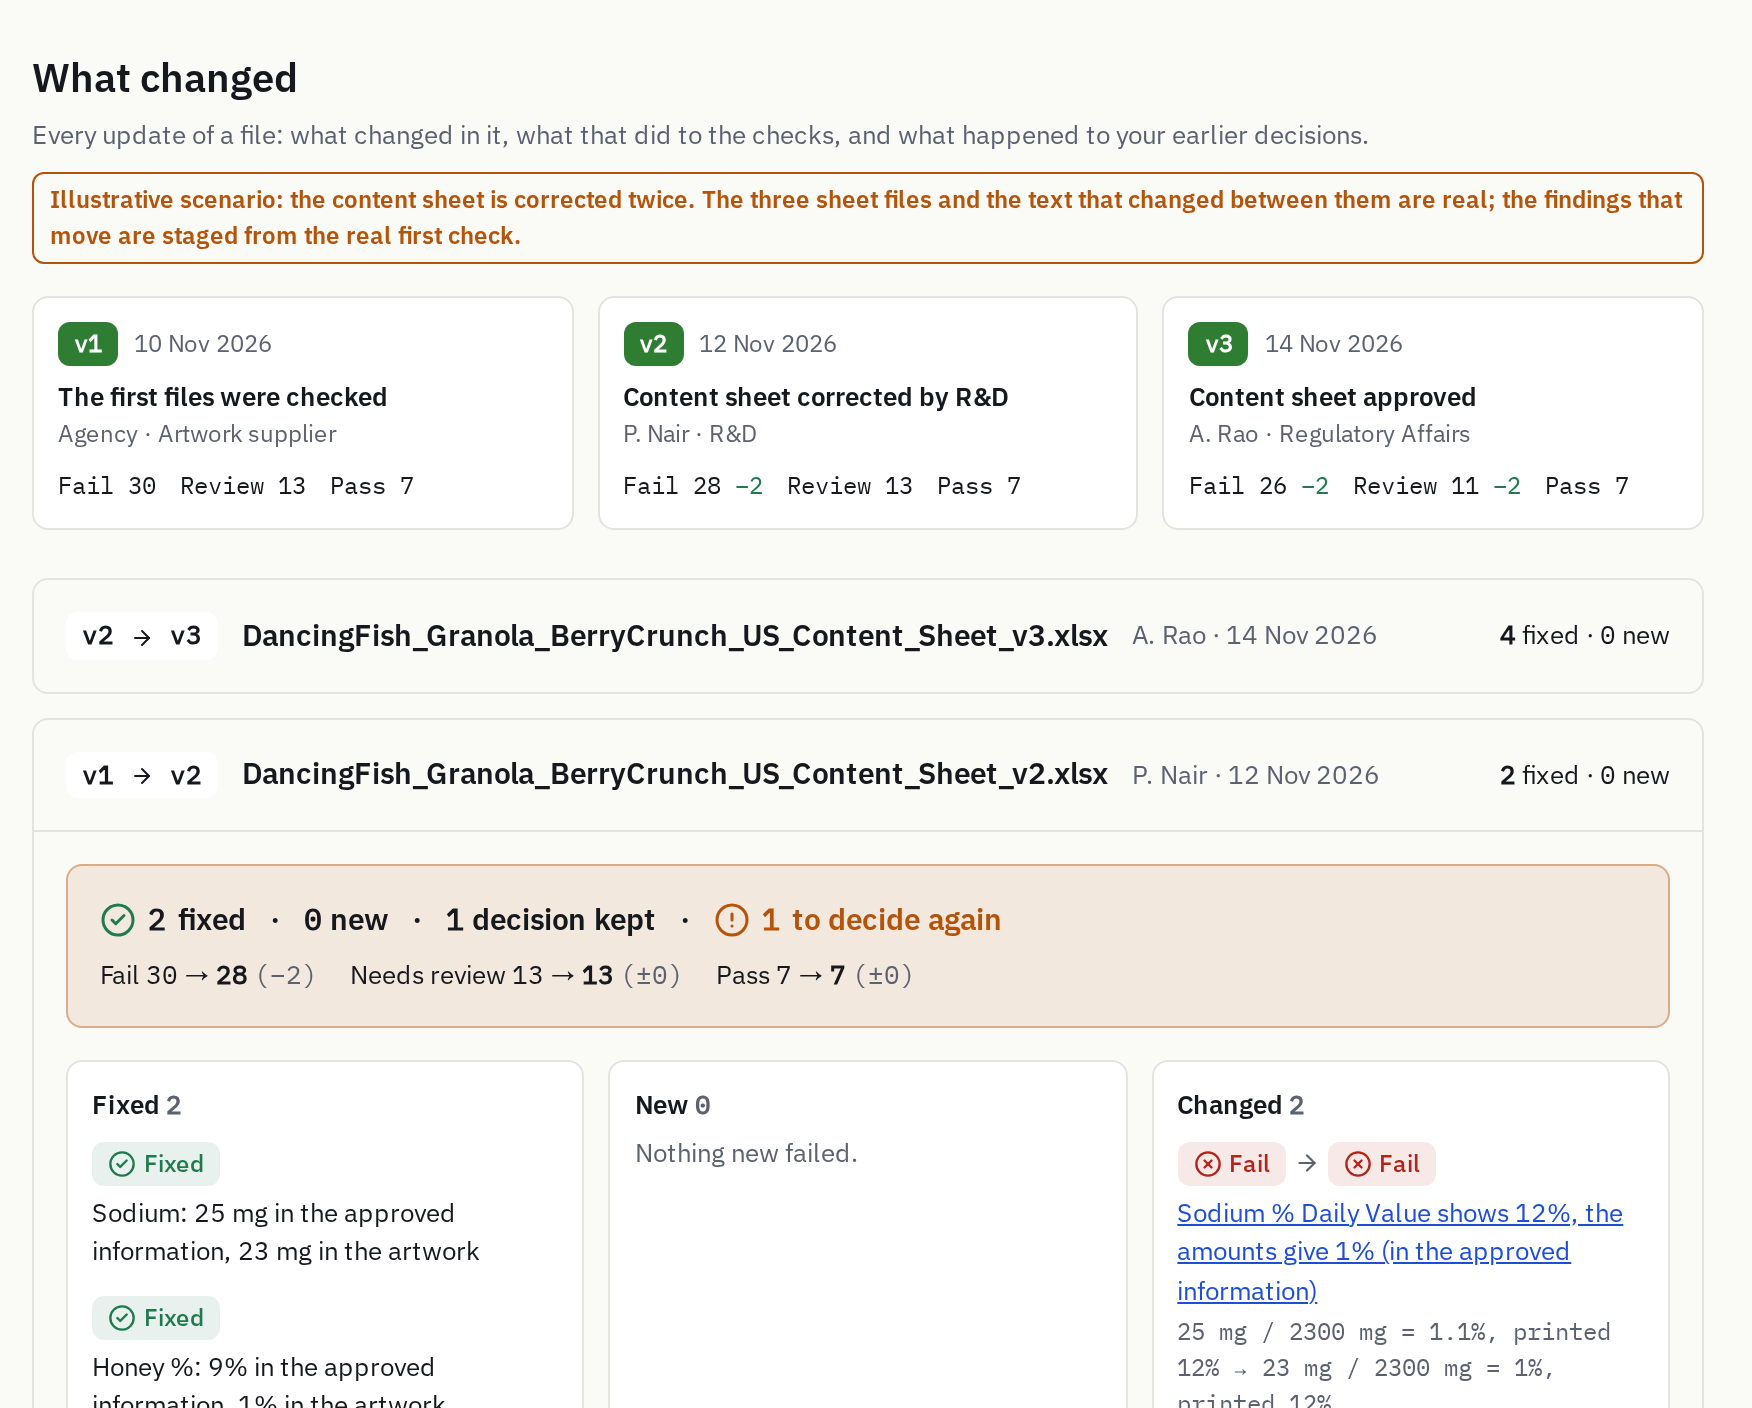 What changed
Every update of a file: what changed in it, what that did to the checks, and what happened to your earlier decisions.
Illustrative scenario: the content sheet is corrected twice. The three sheet files and the text that changed between them are real; the findings that
move are staged from the real first check.
v1 10 Nov 2026
The first files were checked
Agency · Artwork supplier
Fail 30 Review 13 Pass 7
v2 12 Nov 2026
Content sheet corrected by R&D
P. Nair · R&D
Fail 28 −2 Review 13 Pass 7
v3 14 Nov 2026
Content sheet approved
A. Rao · Regulatory Affairs
Fail 26 −2 Review 11 −2 Pass 7
v2 → v3 DancingFish_Granola_BerryCrunch_US_Content_Sheet_v3.xlsx A. Rao · 14 Nov 2026 4 fixed · 0 new
v1 → v2 DancingFish_Granola_BerryCrunch_US_Content_Sheet_v2.xlsx P. Nair · 12 Nov 2026 2 fixed · 0 new
2 fixed · 0 new · 1 decision kept · 1 to decide again
Fail 30 → 28 (−2) Needs review 13 → 13 (±0) Pass 7 → 7 (±0)
Fixed 2
Fixed
Sodium: 25 mg in the approved
information, 23 mg in the artwork
Fixed
Honey %: 9% in the approved
information, 1% in the artwork
New 0
Nothing new failed.
Changed 2
Fail → Fail
Sodium % Daily Value shows 12%, the
amounts give 1% (in the approved
information)
25 mg / 2300 mg = 1.1%, printed
12% → 23 mg / 2300 mg = 1%,
printed 12%